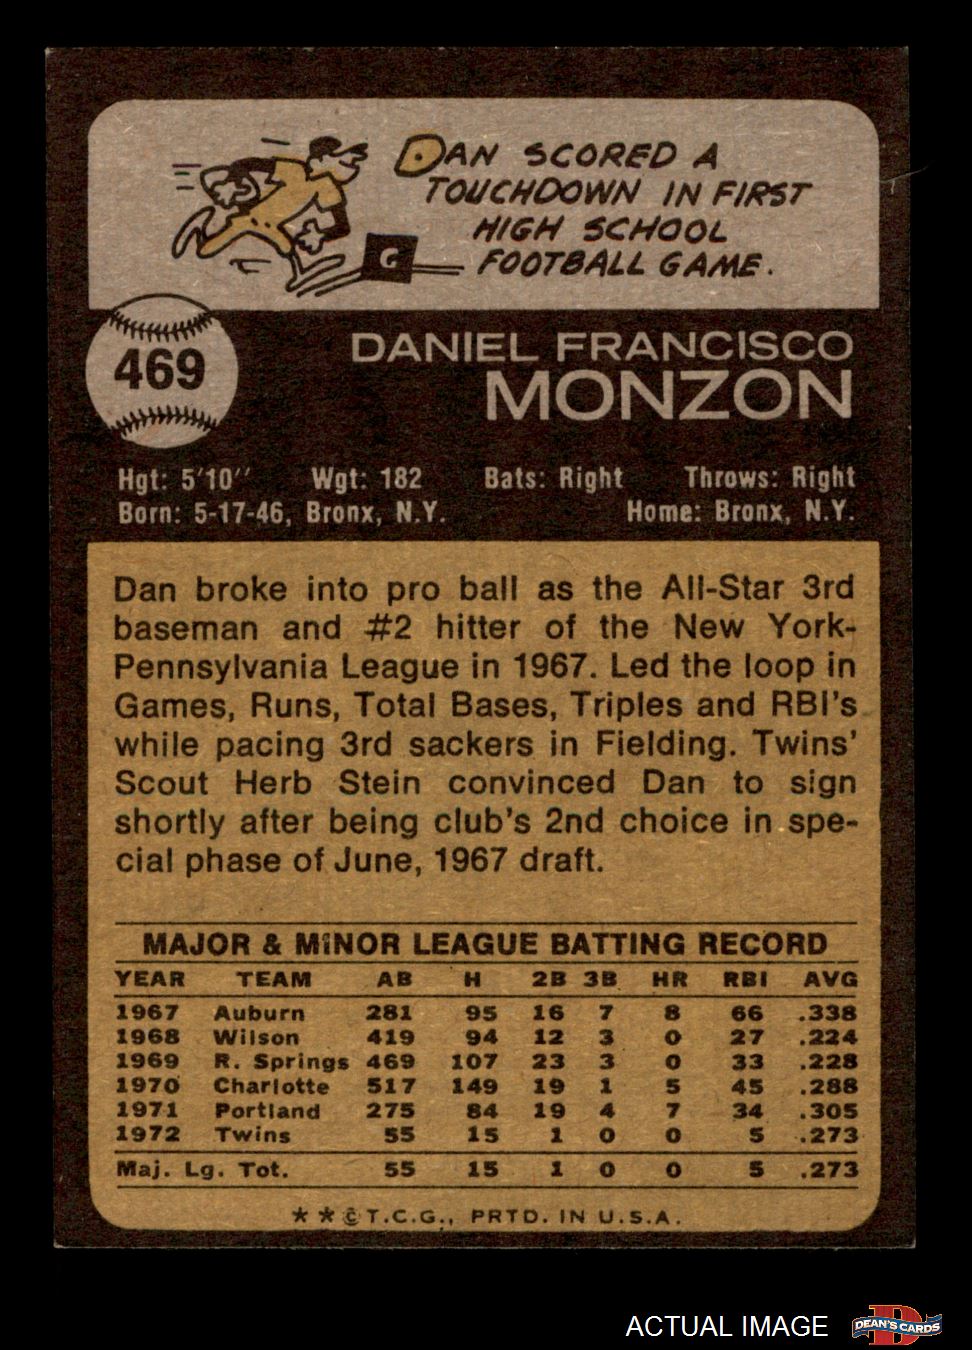 DAN SCORED A
TOUCHDOWN IN FIRST
HIGH SCHOOL
FOOTBALL GAME.
G
469
DANIEL FRANCISCO
MONZON
Hgt: 5'10'' Wgt: 182 Bats: Right Throws: Right
Born: 5-17-46, Bronx, N.Y. Home: Bronx, N.Y.
Dan broke into pro ball as the All-Star 3rd
baseman and #2 hitter of the New York-
Pennsylvania League in 1967. Led the loop in
Games, Runs, Total Bases, Triples and RBI's
while pacing 3rd sackers in Fielding. Twins'
Scout Herb Stein convinced Dan to sign
shortly after being club's 2nd choice in spe-
cial phase of June, 1967 draft.
MAJOR & MINOR LEAGUE BATTING RECORD
YEAR TEAM AB H 2B 3B HR RBI AVG
1967 Auburn 281 95 16 7 8 66 .338
1968 Wilson 419 94 12 3 0 27 .224
1969 R. Springs 469 107 23 3 0 33 .228
1970 Charlotte 517 149 19 1 5 45 .288
1971 Portland 275 84 19 4 7 34 .305
1972 Twins 55 15 1 0 0 5 .273
Maj. Lg. Tot. 55 15 1 0 0 5 .273
* * © T.C.G., PRTD. IN U.S.A.
ACTUAL IMAGE
D
DEAN'S CARDS